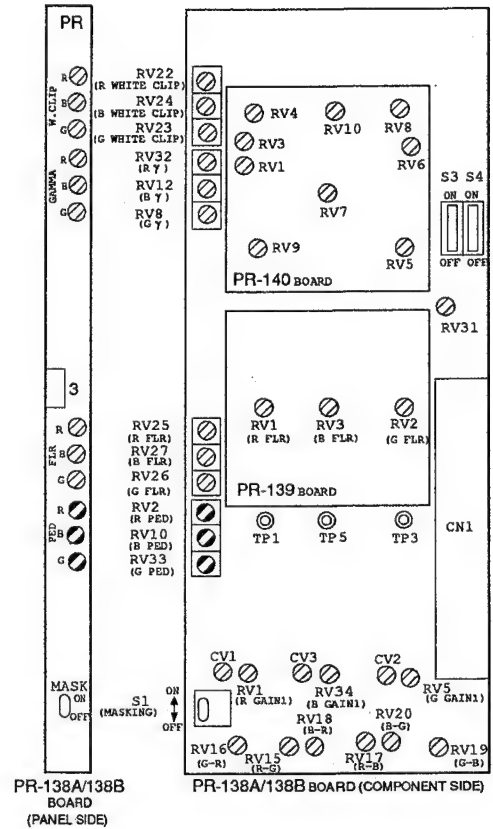 PR
W.CLIP
R
B
G
GAMMA
R
B
G
3
FLR
R
B
G
PED
R
B
G
MASK
ON
OFF
PR-138A/138B
BOARD
(PANEL SIDE)
RV22
(R WHITE CLIP)
RV24
(B WHITE CLIP)
RV23
(G WHITE CLIP)
RV32
(R γ)
RV12
(B γ)
RV8
(G γ)
RV25
(R FLR)
RV27
(B FLR)
RV26
(G FLR)
RV2
(R PED)
RV10
(B PED)
RV33
(G PED)
S1
(MASKING)
ON
OFF
RV4
RV10
RV8
RV3
RV6
RV1
RV7
RV9
RV5
PR-140 BOARD
S3 S4
ON ON
OFF OFF
RV31
RV1
(R FLR)
RV3
(B FLR)
RV2
(G FLR)
PR-139 BOARD
TP1
TP5
TP3
CN1
CV1
RV1
(R GAIN1)
CV3
RV34
(B GAIN1)
CV2
RV5
(G GAIN1)
RV16
(G-R)
RV15
(R-G)
RV18
(B-R)
RV17
(R-B)
RV20
(B-G)
RV19
(G-B)
PR-138A/138B BOARD (COMPONENT SIDE)